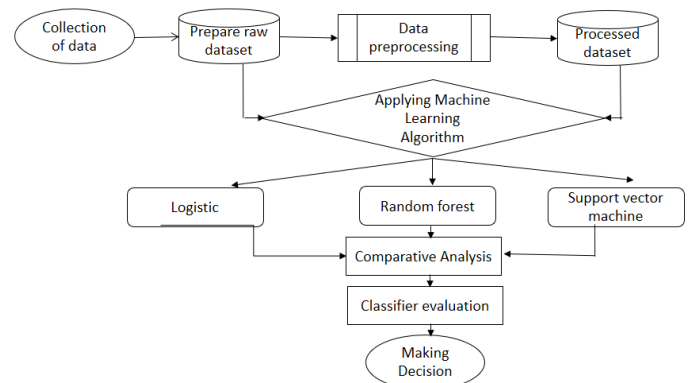 Collection
of data
Prepare raw
dataset
Data
preprocessing
Processed
dataset
Applying Machine
Learning
Algorithm
Logistic
Random forest
Support vector
machine
Comparative Analysis
Classifier evaluation
Making
Decision